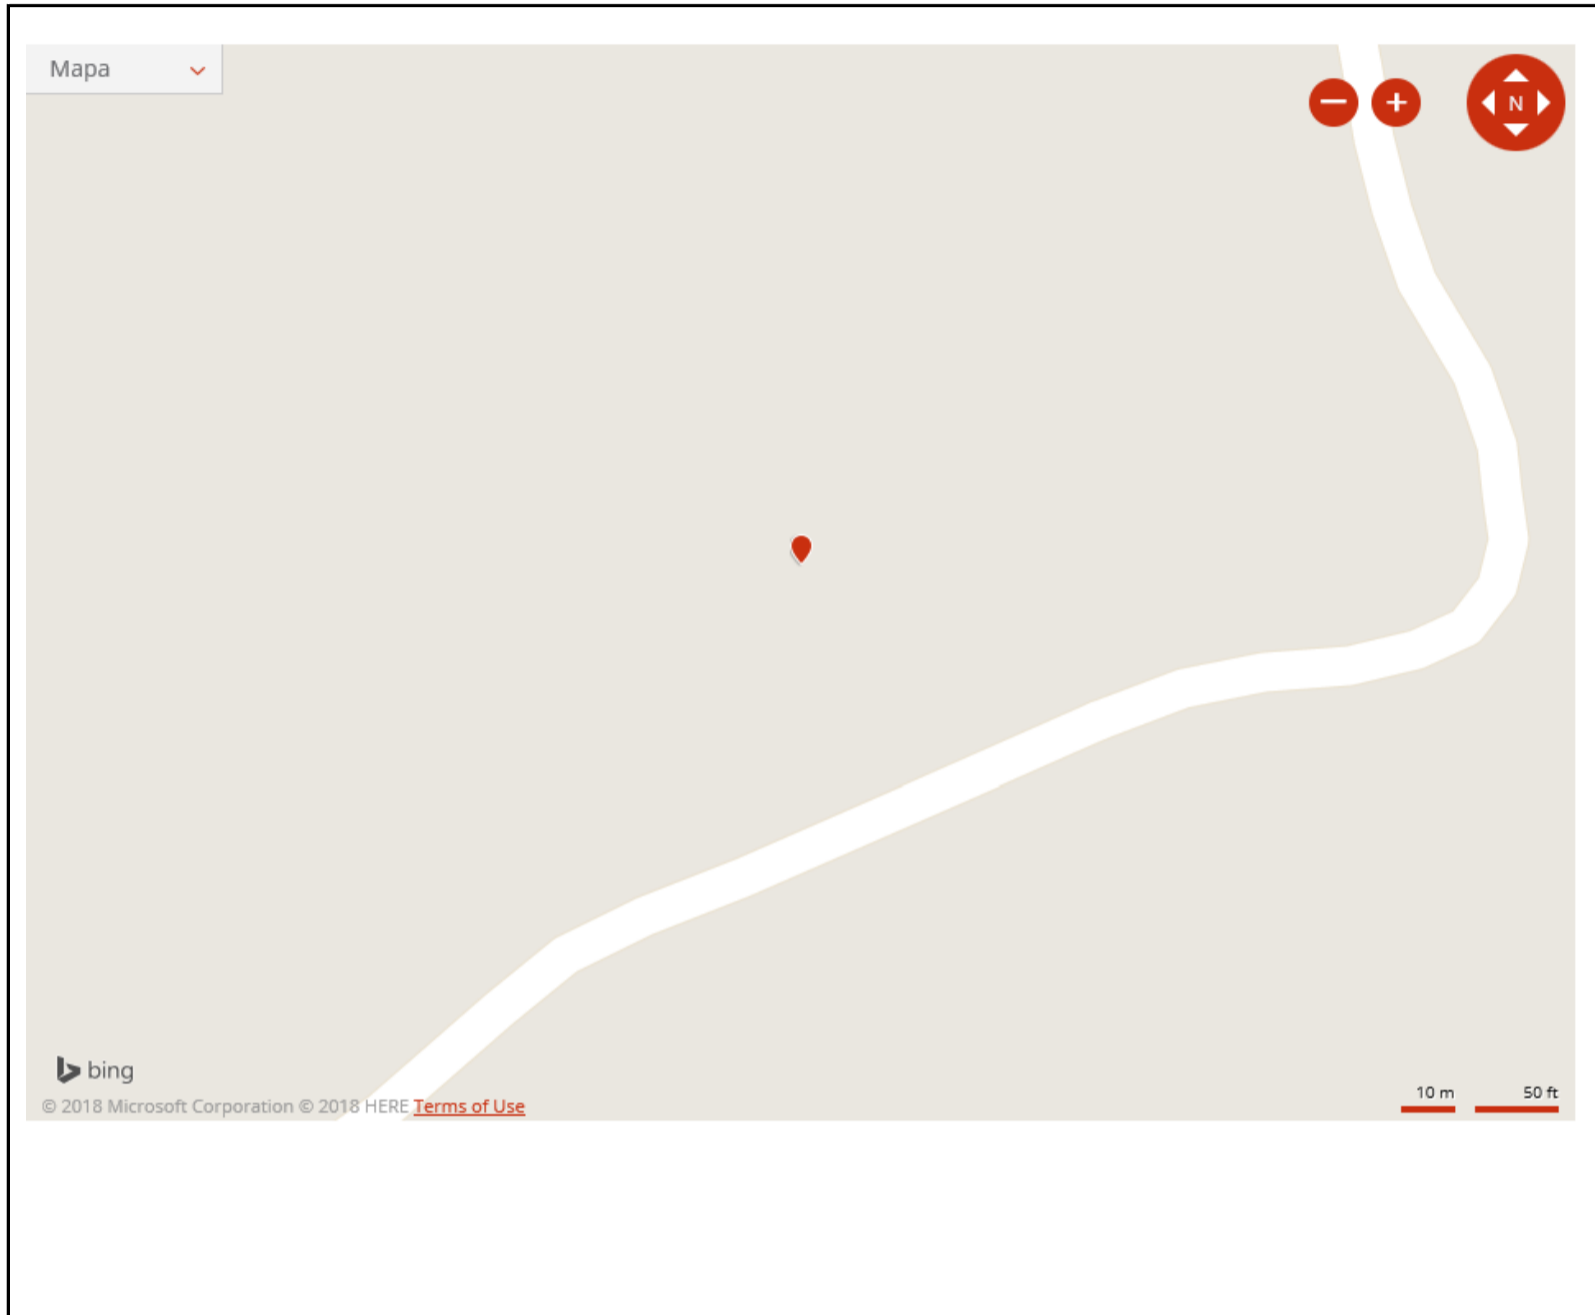 Mapa
N
bing
© 2018 Microsoft Corporation © 2018 HERE Terms of Use
10 m 50 ft